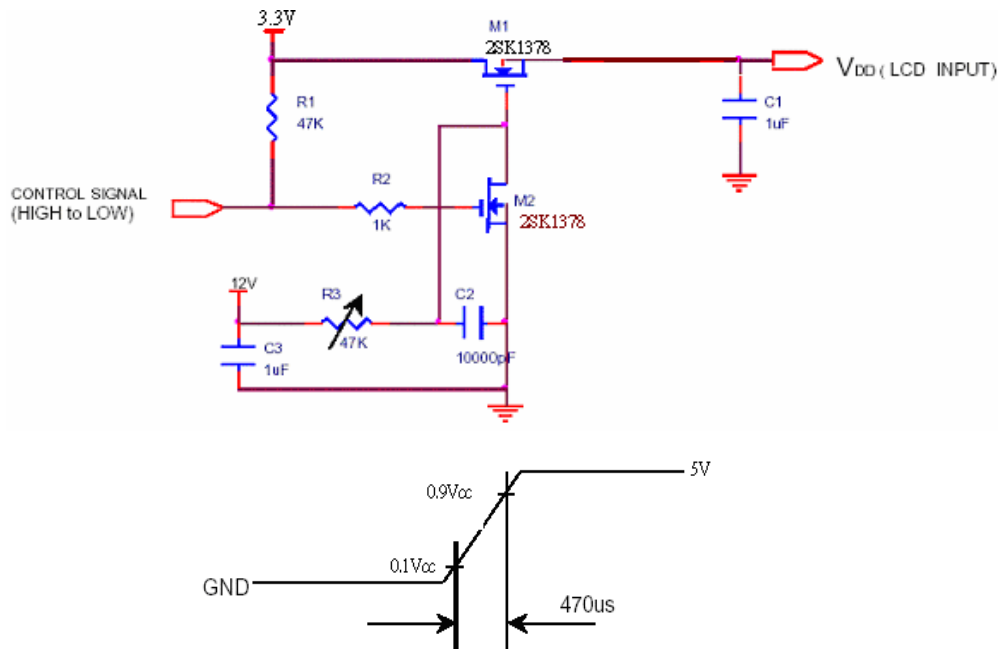 3.3V
M1
2SK1378
VDD ( LCD INPUT)
R1
47K
C1
1uF
CONTROL SIGNAL
(HIGH to LOW)
R2
1K
M2
2SK1378
12V
R3
47K
C2
10000pF
C3
1uF
5V
0.9Vcc
0.1Vcc
GND
470us